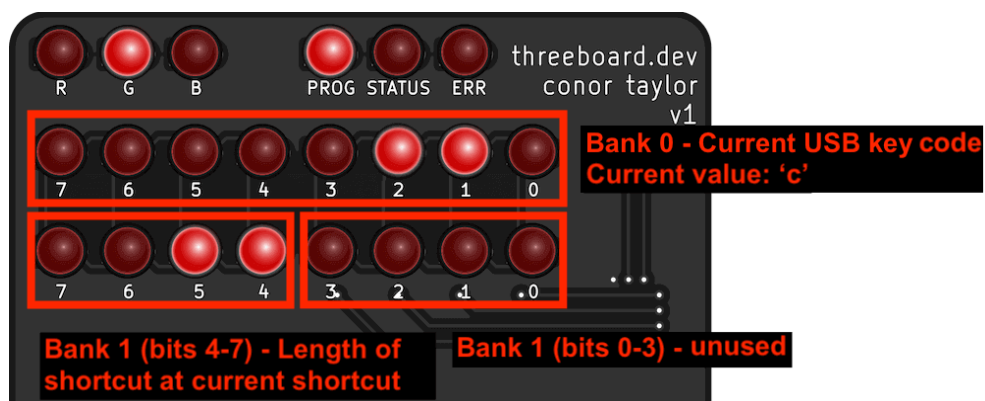 threeboard.dev
conor taylor
v1
R G B PROG STATUS ERR
7 6 5 4 3 2 1 0
Bank 0 - Current USB key code
Current value: ‘c’
7 6 5 4 3 2 1 0
Bank 1 (bits 4-7) - Length of
shortcut at current shortcut
Bank 1 (bits 0-3) - unused